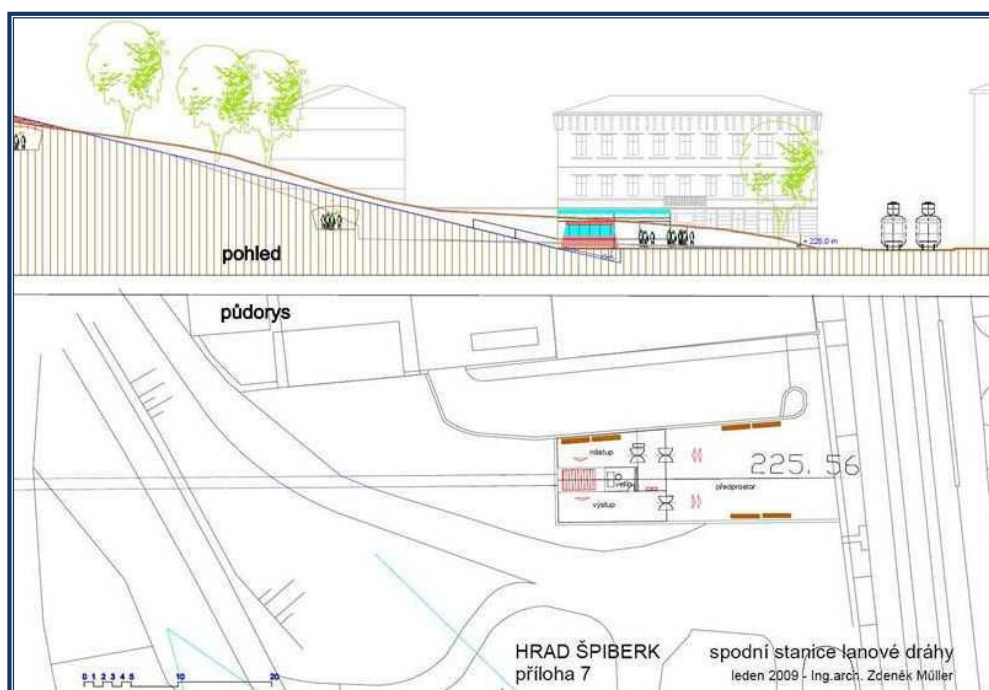 pohled
+ 226.0 m
půdorys
nástup
velín
225.56
předprostor
výstup
0 1 2 3 4 5 10 20
HRAD ŠPIBERK
příloha 7
spodní stanice lanové dráhy
leden 2009 - Ing.arch. Zdeněk Müller